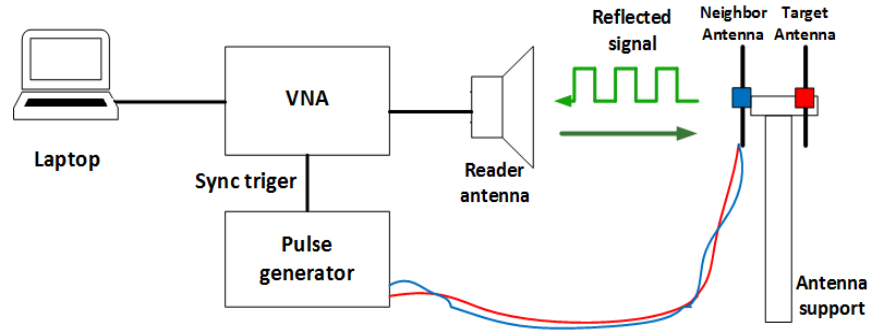 Reflected
signal
Neighbor
Antenna
Target
Antenna
VNA
Laptop
Reader
antenna
Sync triger
Pulse
generator
Antenna
support